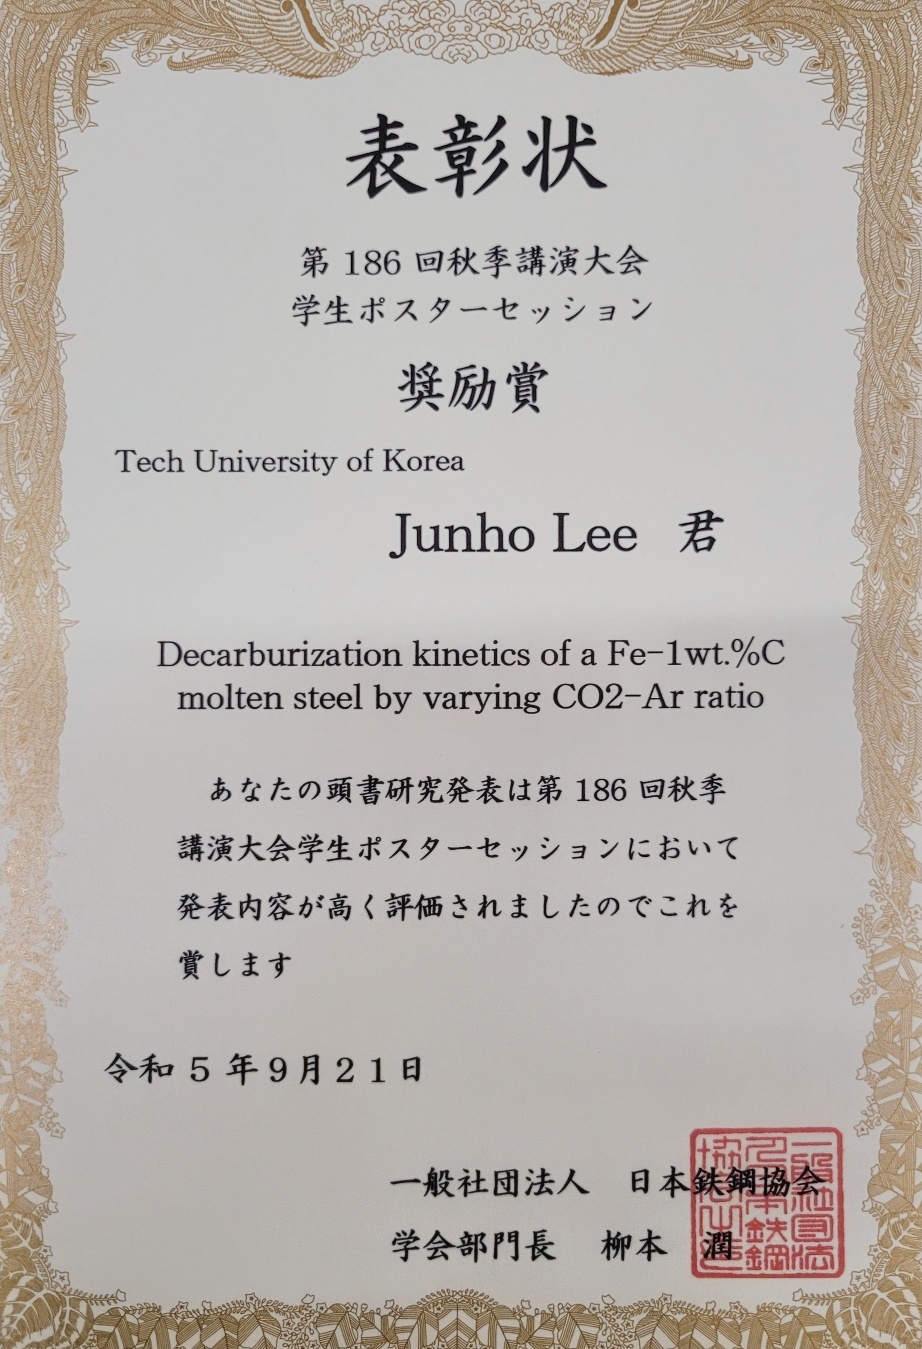 表彰状
第 186 回秋季講演大会
学生ポスターセッション
奨励賞
Tech University of Korea
Junho Lee 君
Decarburization kinetics of a Fe-1wt.%C
molten steel by varying CO2-Ar ratio
あなたの頭書研究発表は第 186 回秋季
講演大会学生ポスターセッションにおいて
発表内容が高く評価されましたのでこれを
賞します
令和 5 年 9 月 2 1 日
一般社団法人 日本鉄鋼協会
学会部門長 柳本 潤